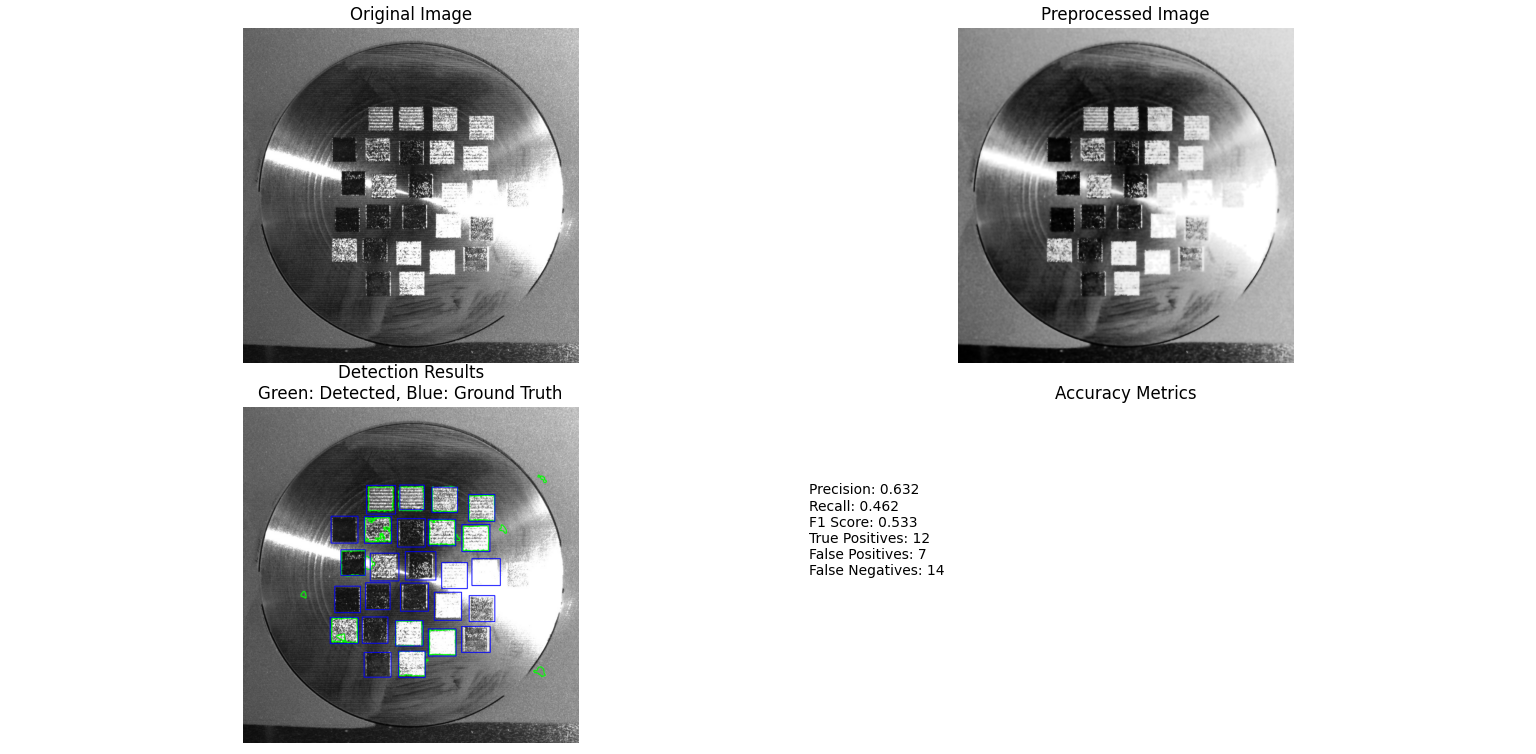 Original Image
Preprocessed Image
Detection Results
Green: Detected, Blue: Ground Truth
Accuracy Metrics
Precision: 0.632
Recall: 0.462
F1 Score: 0.533
True Positives: 12
False Positives: 7
False Negatives: 14